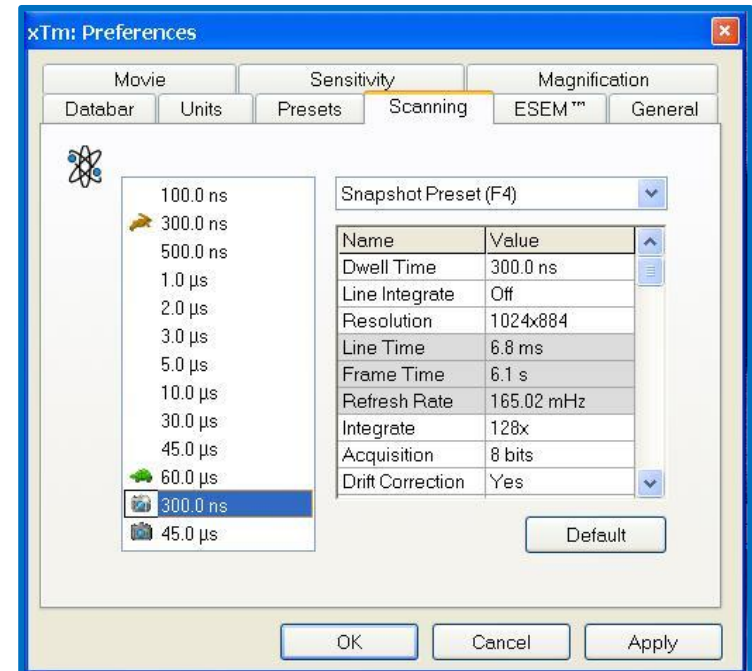 xTm: Preferences
Movie Sensitivity Magnification
Databar Units Presets Scanning ESEM™ General
100.0 ns
300.0 ns
500.0 ns
1.0 µs
2.0 µs
3.0 µs
5.0 µs
10.0 µs
30.0 µs
45.0 µs
60.0 µs
300.0 ns
45.0 µs
Snapshot Preset (F4)
Name Value
Dwell Time 300.0 ns
Line Integrate Off
Resolution 1024x884
Line Time 6.8 ms
Frame Time 6.1 s
Refresh Rate 165.02 mHz
Integrate 128x
Acquisition 8 bits
Drift Correction Yes
Default
OK Cancel Apply